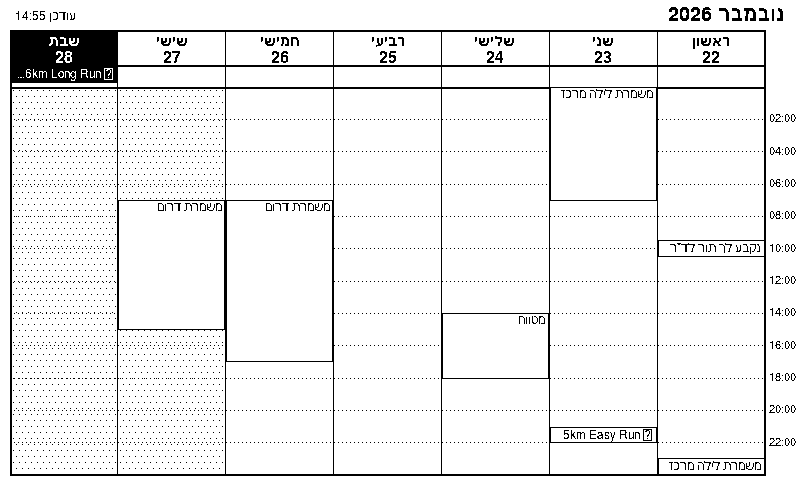 נובמבר 2026
עודכן 14:55
ראשון
22
שני
23
שלישי
24
רביעי
25
חמישי
26
שישי
27
שבת
28
6km Long Run...
משמרת לילה מרכז
02:00
04:00
06:00
משמרת דרום
משמרת דרום
08:00
נקבע לך תור לד"ר
10:00
12:00
14:00
מטווח
16:00
18:00
20:00
5km Easy Run
22:00
משמרת לילה מרכז